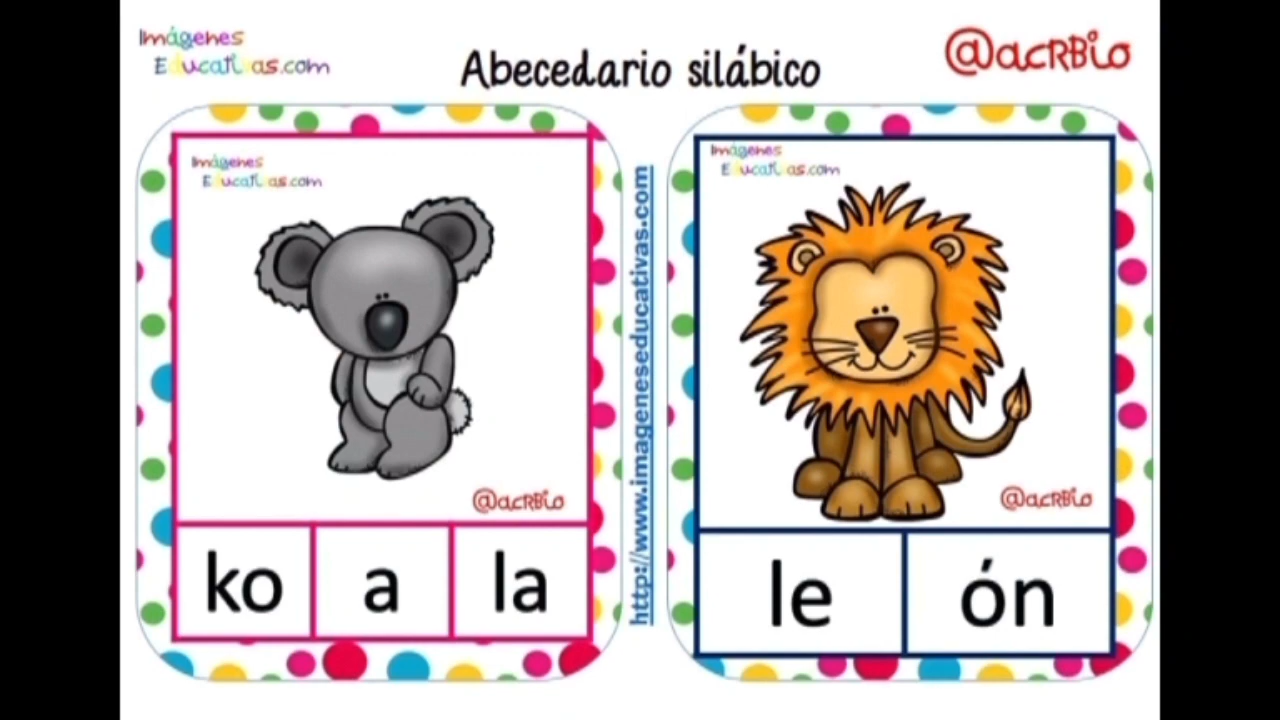 Imágenes
Educativas.com
Abecedario silábico
@acrbio
Imágenes
Educativas.com
@acrbio
ko a la
http://www.imageneseducativas.com
Imágenes
Educativas.com
@acrbio
le ón